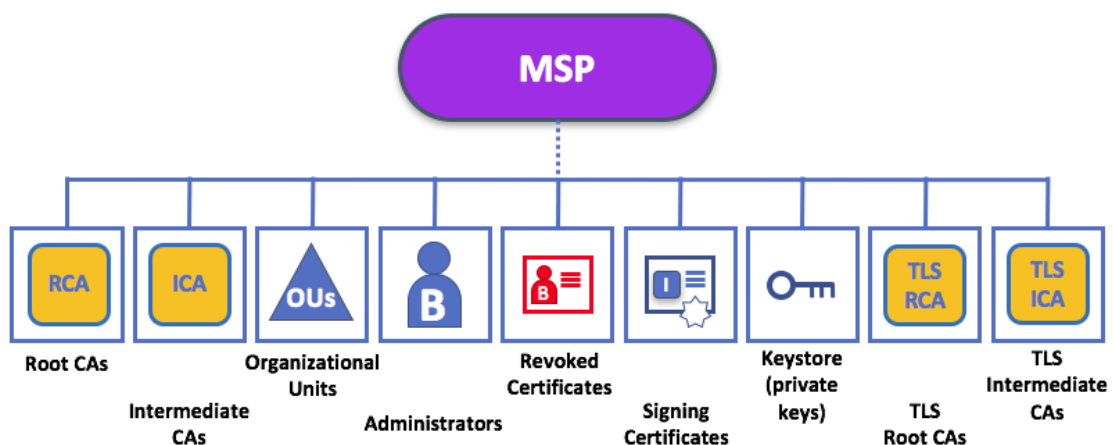 MSP
RCA
ICA
OUs
B
B
I
TLS
RCA
TLS
ICA
Root CAs
Intermediate
CAs
Organizational
Units
Administrators
Revoked
Certificates
Signing
Certificates
Keystore
(private
keys)
TLS
Root CAs
TLS
Intermediate
CAs